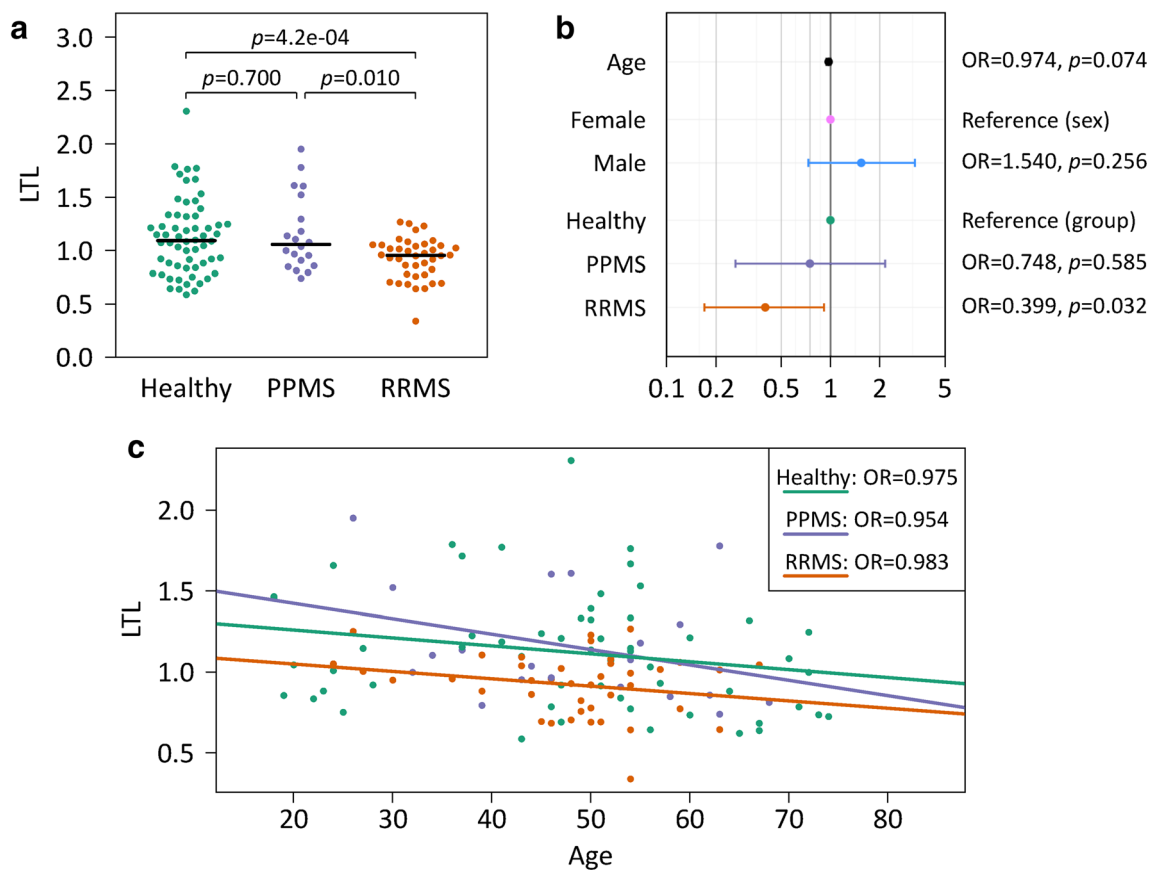 a
LTL
3.0
2.5
2.0
1.5
1.0
0.5
0.0
p=4.2e-04
p=0.700
p=0.010
Healthy
PPMS
RRMS
b
Age
OR=0.974, p=0.074
Female
Reference (sex)
Male
OR=1.540, p=0.256
Healthy
Reference (group)
PPMS
OR=0.748, p=0.585
RRMS
OR=0.399, p=0.032
0.1 0.2 0.5 1 2 5
c
LTL
2.0
1.5
1.0
0.5
Healthy: OR=0.975
PPMS: OR=0.954
RRMS: OR=0.983
20 30 40 50 60 70 80
Age